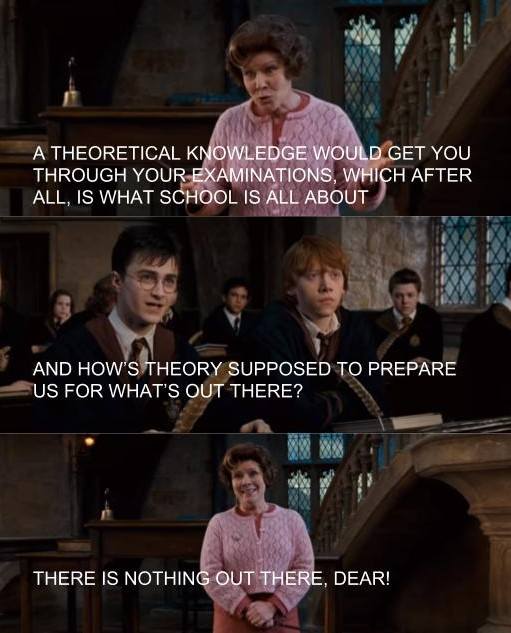 A THEORETICAL KNOWLEDGE WOULD GET YOU
THROUGH YOUR EXAMINATIONS, WHICH AFTER
ALL, IS WHAT SCHOOL IS ALL ABOUT
AND HOW'S THEORY SUPPOSED TO PREPARE
US FOR WHAT'S OUT THERE?
THERE IS NOTHING OUT THERE, DEAR!